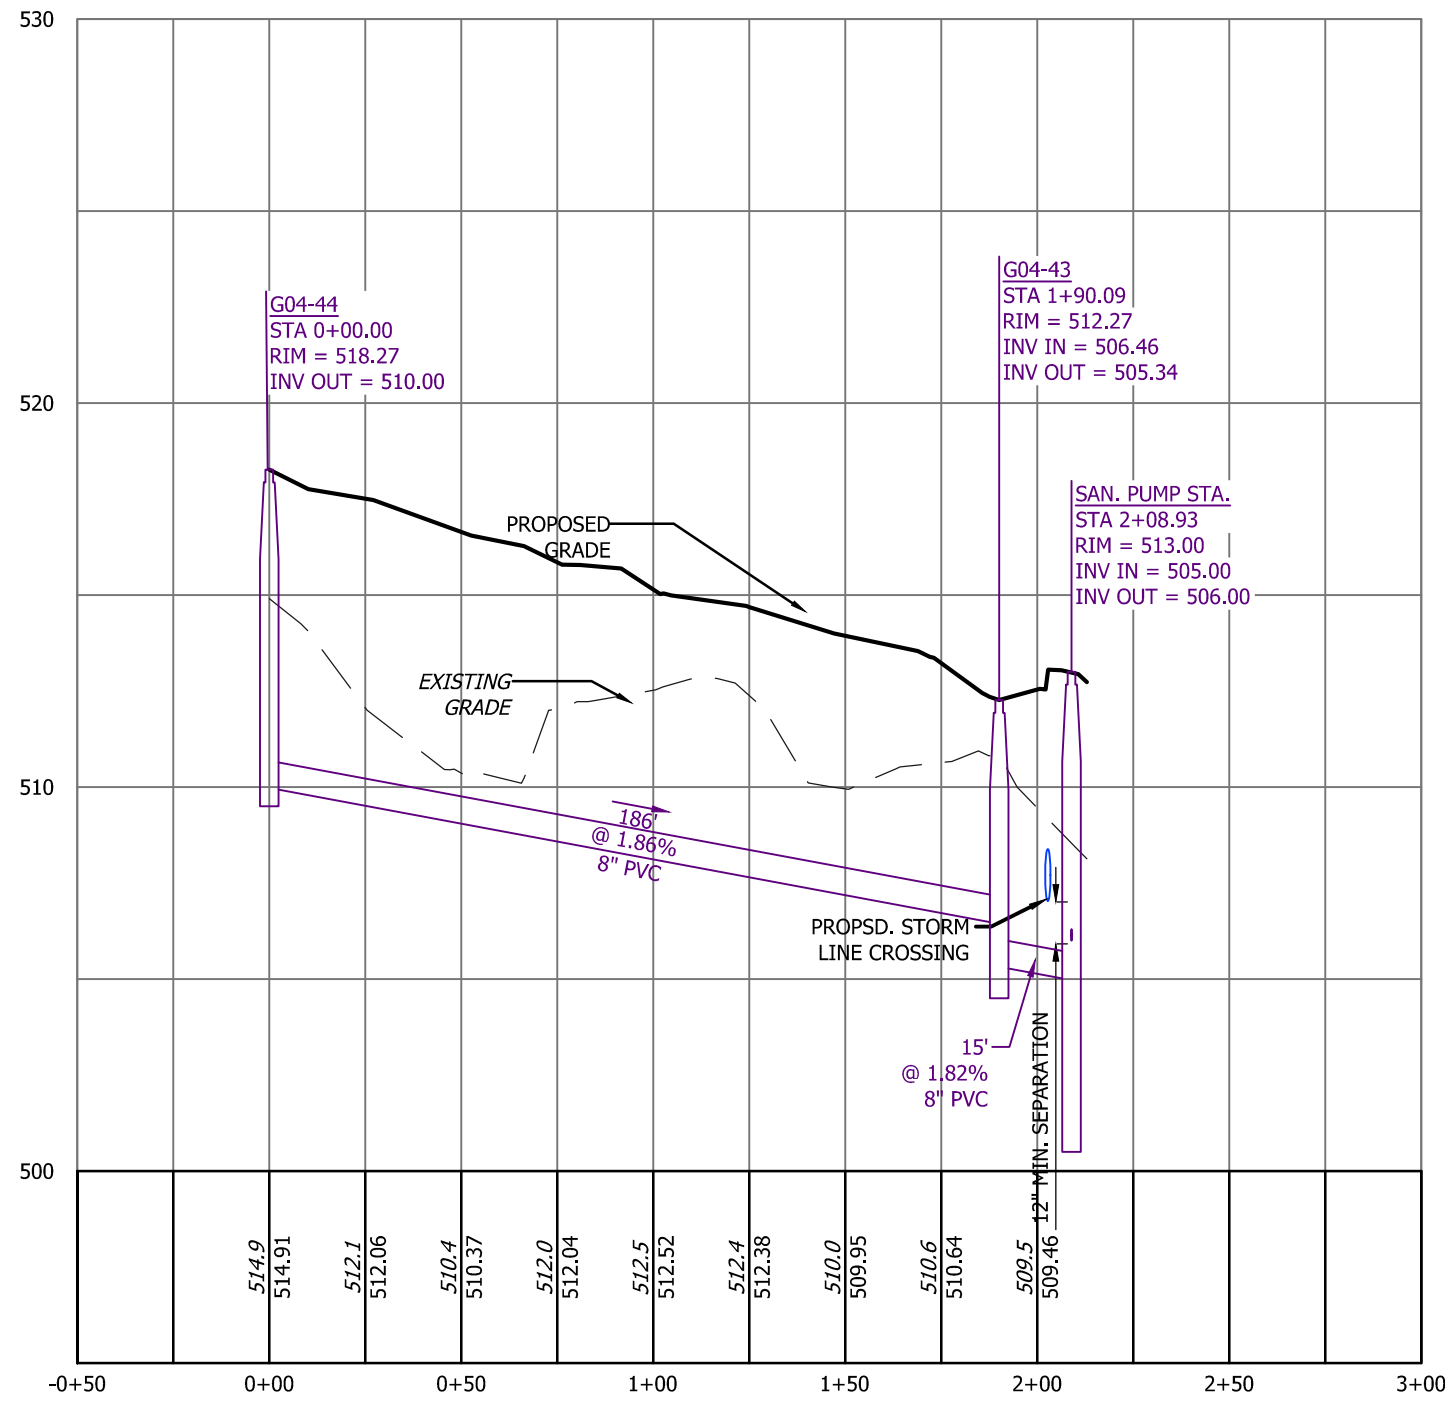 530
G04-43
STA 1+90.09
RIM = 512.27
INV IN = 506.46
INV OUT = 505.34
G04-44
STA 0+00.00
RIM = 518.27
INV OUT = 510.00
520
SAN. PUMP STA.
STA 2+08.93
RIM = 513.00
INV IN = 505.00
INV OUT = 506.00
PROPOSED
GRADE
EXISTING
GRADE
510
186'
@ 1.86%
8" PVC
PROPSD. STORM
LINE CROSSING
15'
@ 1.82%
8" PVC
12" MIN. SEPARATION
500
514.9
514.91
512.1
512.06
510.4
510.37
512.0
512.04
512.5
512.52
512.4
512.38
510.0
509.95
510.6
510.64
509.5
509.46
-0+50 0+00 0+50 1+00 1+50 2+00 2+50 3+00